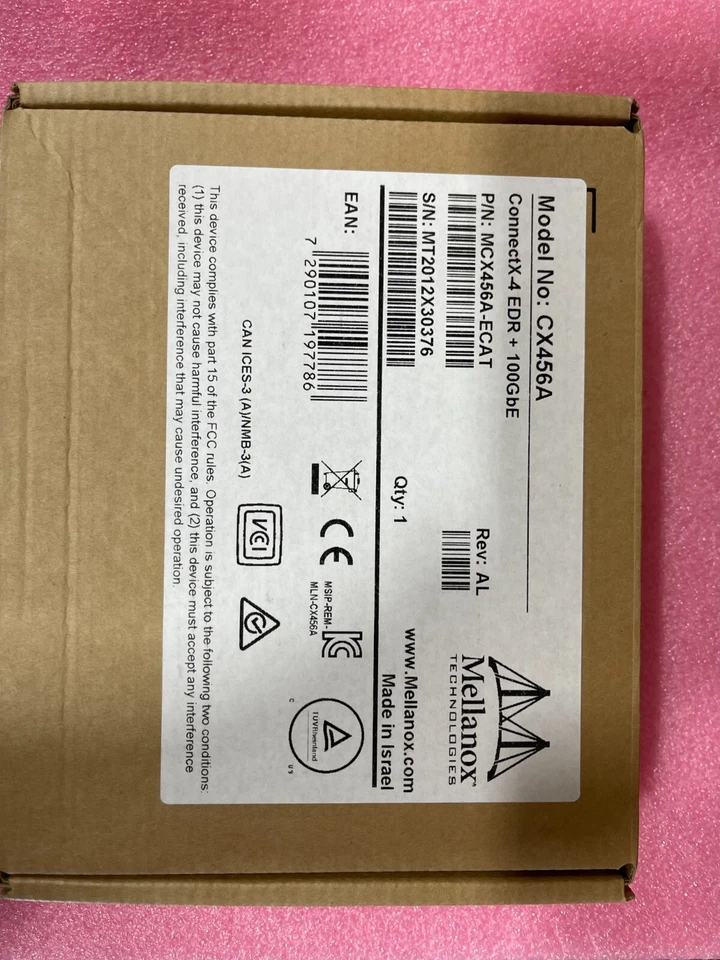 Model No: CX456A
ConnectX-4 EDR + 100GbE
P/N: MCX456A-ECAT
Rev: AL
S/N: MT2012X30376
Qty: 1
Mellanox
TECHNOLOGIES
www.Mellanox.com
Made in Israel
EAN:
7 290107 197786
CE
MSIP-REM-
MLN-CX456A
TUVRheinland
C US
CAN ICES-3 (A)/NMB-3(A)
VCI
This device complies with part 15 of the FCC rules. Operation is subject to the following two conditions:
(1) this device may not cause harmful interference, and (2) this device must accept any interference
received, including interference that may cause undesired operation.